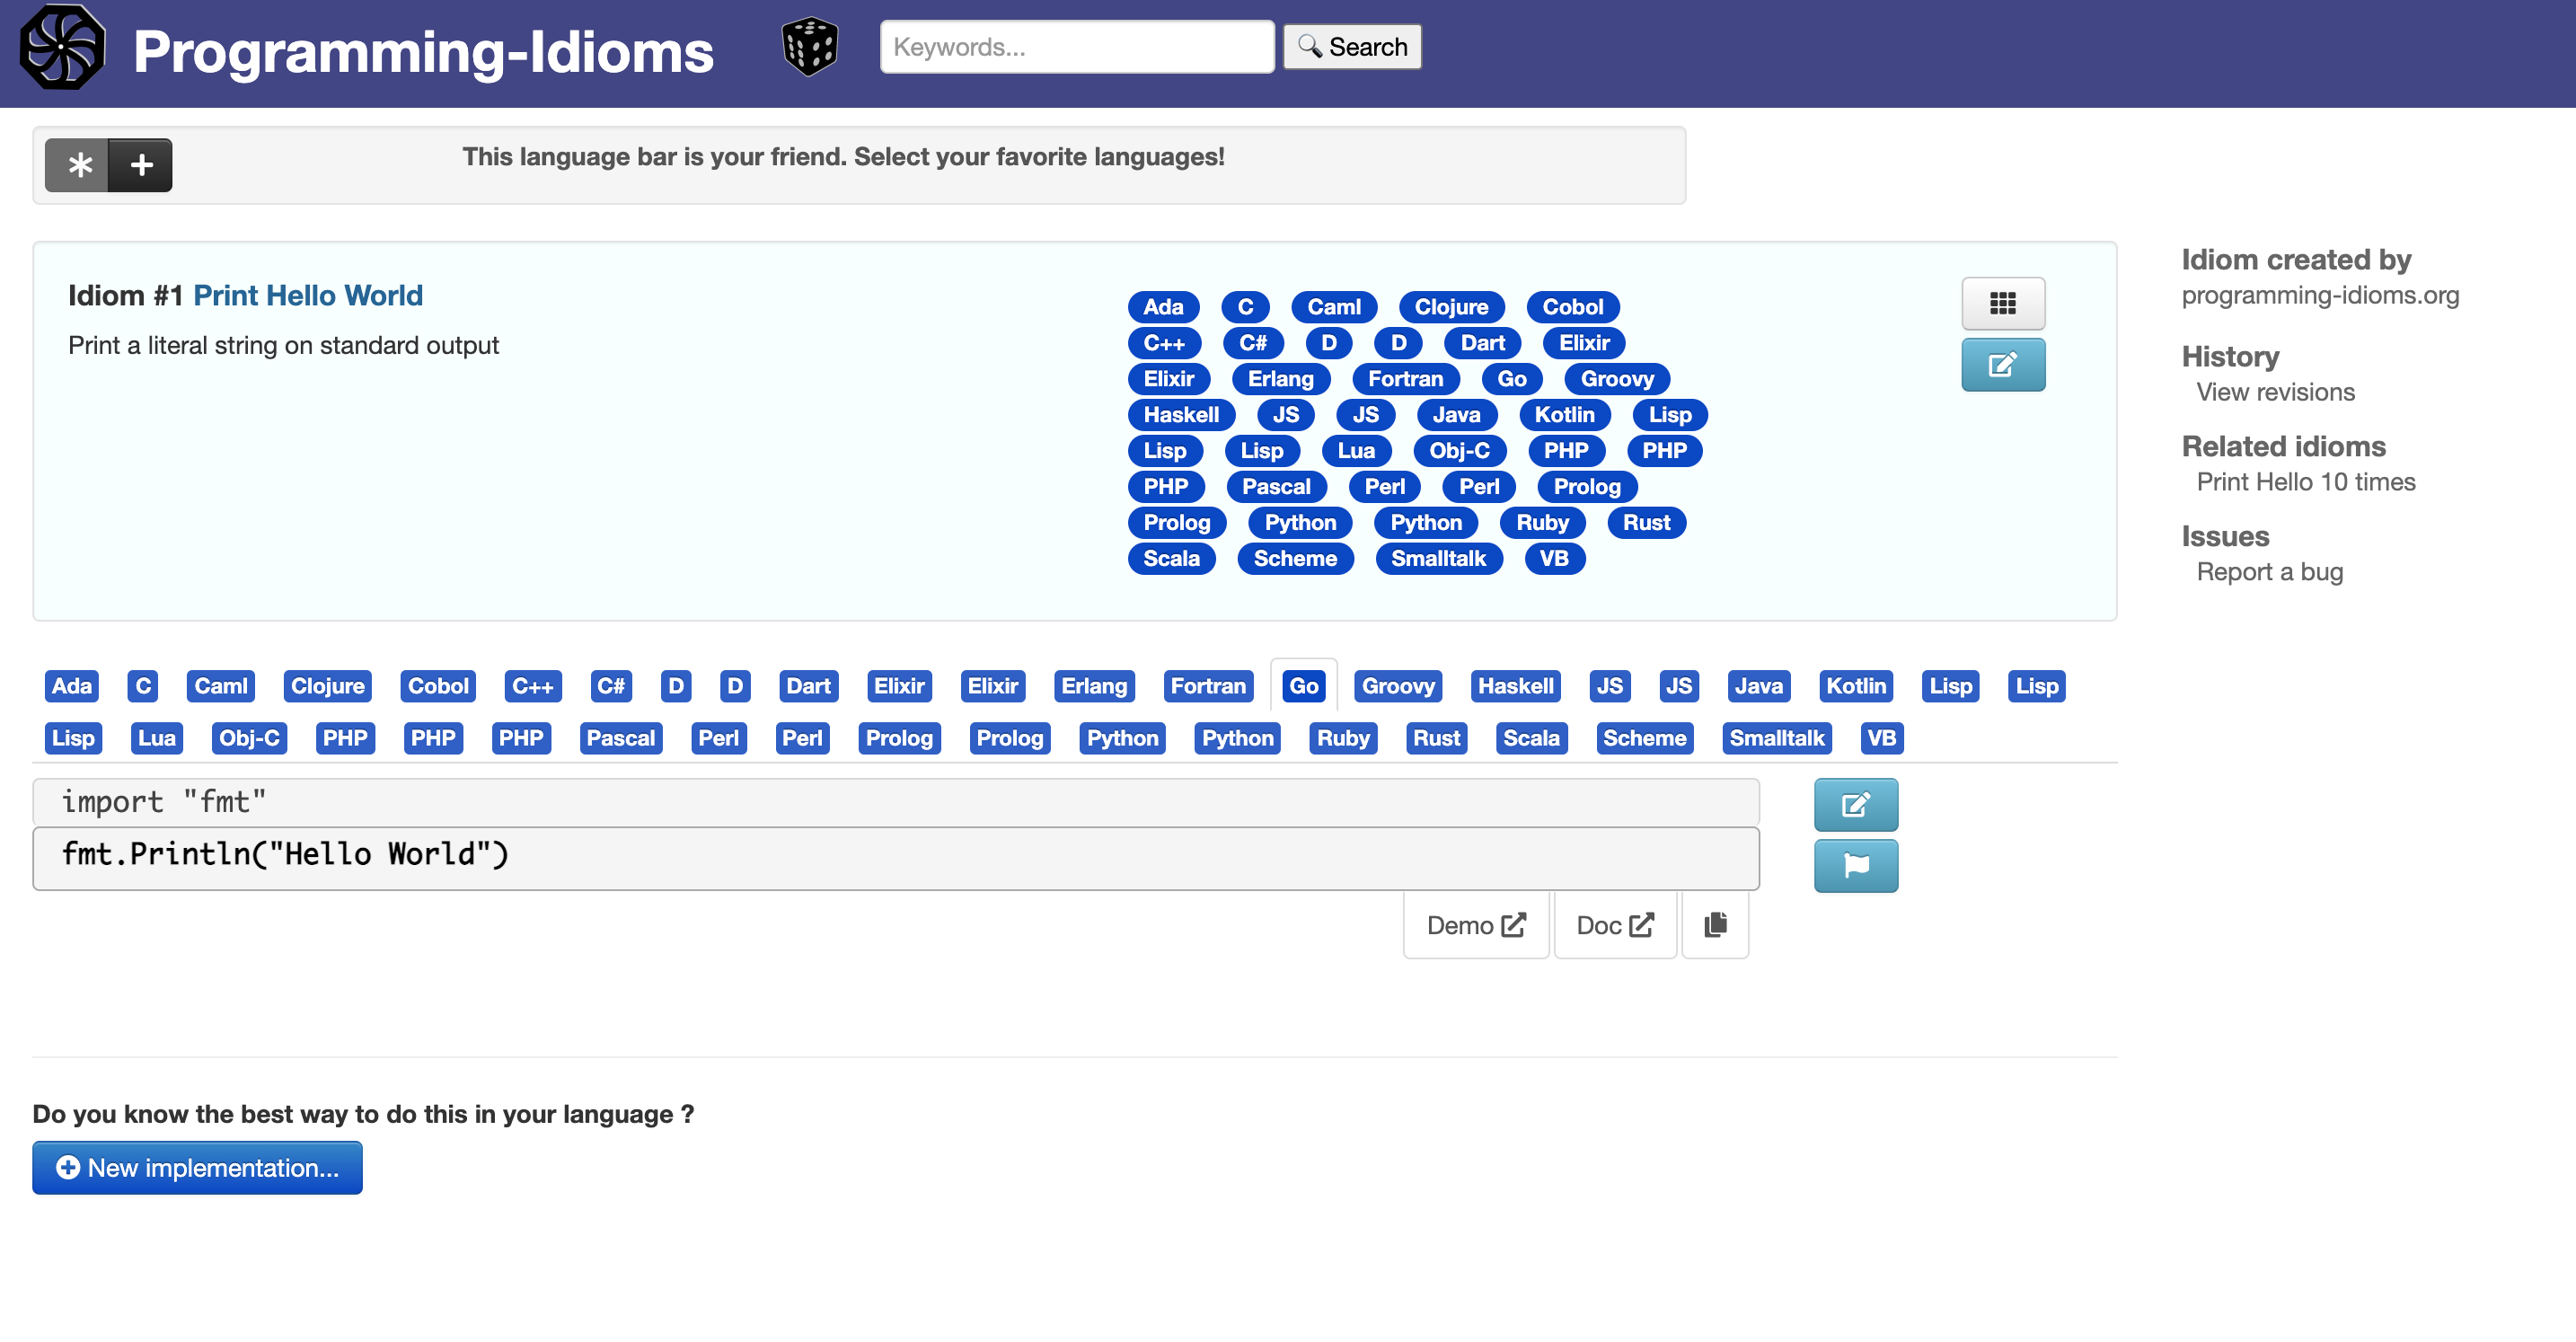 Programming-Idioms
Keywords...
Search
This language bar is your friend. Select your favorite languages!
Idiom #1 Print Hello World
Print a literal string on standard output
Ada C Caml Clojure Cobol
C++ C# D D Dart Elixir
Elixir Erlang Fortran Go Groovy
Haskell JS JS Java Kotlin Lisp
Lisp Lisp Lua Obj-C PHP PHP
PHP Pascal Perl Perl Prolog
Prolog Python Python Ruby Rust
Scala Scheme Smalltalk VB
Idiom created by
programming-idioms.org
History
View revisions
Related idioms
Print Hello 10 times
Issues
Report a bug
Ada C Caml Clojure Cobol C++ C# D D Dart Elixir Elixir Erlang Fortran Go Groovy Haskell JS JS Java Kotlin Lisp Lisp
Lisp Lua Obj-C PHP PHP PHP Pascal Perl Perl Prolog Prolog Python Python Ruby Rust Scala Scheme Smalltalk VB
import "fmt"
fmt.Println("Hello World")
Demo Doc
Do you know the best way to do this in your language ?
New implementation...